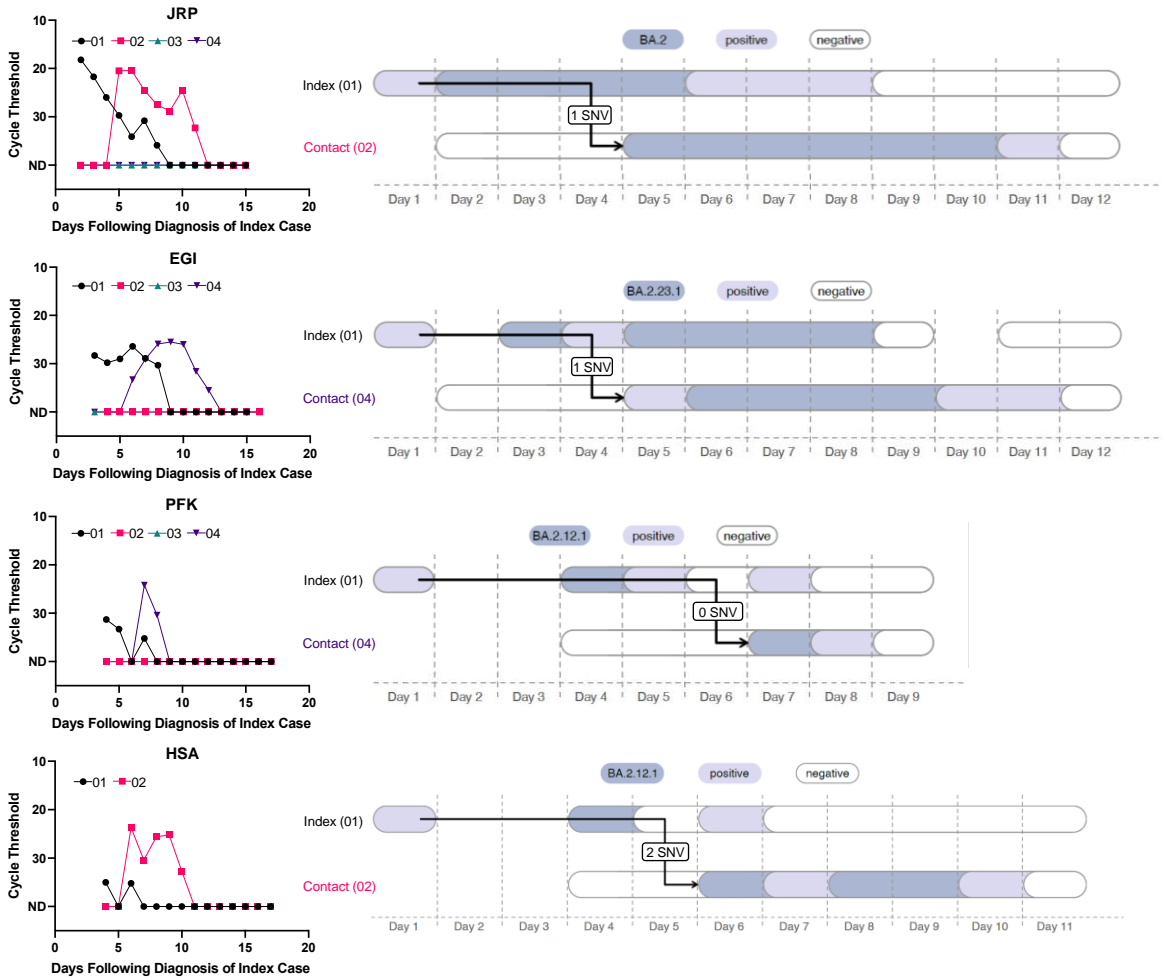 JRP
10
01 02 03 04
20
30
ND
0 5 10 15 20
Cycle Threshold
Days Following Diagnosis of Index Case
BA.2 positive negative
Index (01)
1 SNV
Contact (02)
Day 1 Day 2 Day 3 Day 4 Day 5 Day 6 Day 7 Day 8 Day 9 Day 10 Day 11 Day 12
EGI
10
01 02 03 04
20
30
ND
0 5 10 15 20
Cycle Threshold
Days Following Diagnosis of Index Case
BA.2.23.1 positive negative
Index (01)
1 SNV
Contact (04)
Day 1 Day 2 Day 3 Day 4 Day 5 Day 6 Day 7 Day 8 Day 9 Day 10 Day 11 Day 12
PFK
10
01 02 03 04
20
30
ND
0 5 10 15 20
Cycle Threshold
Days Following Diagnosis of Index Case
BA.2.12.1 positive negative
Index (01)
0 SNV
Contact (04)
Day 1 Day 2 Day 3 Day 4 Day 5 Day 6 Day 7 Day 8 Day 9
HSA
10
01 02
20
30
ND
0 5 10 15 20
Cycle Threshold
Days Following Diagnosis of Index Case
BA.2.12.1 positive negative
Index (01)
2 SNV
Contact (02)
Day 1 Day 2 Day 3 Day 4 Day 5 Day 6 Day 7 Day 8 Day 9 Day 10 Day 11